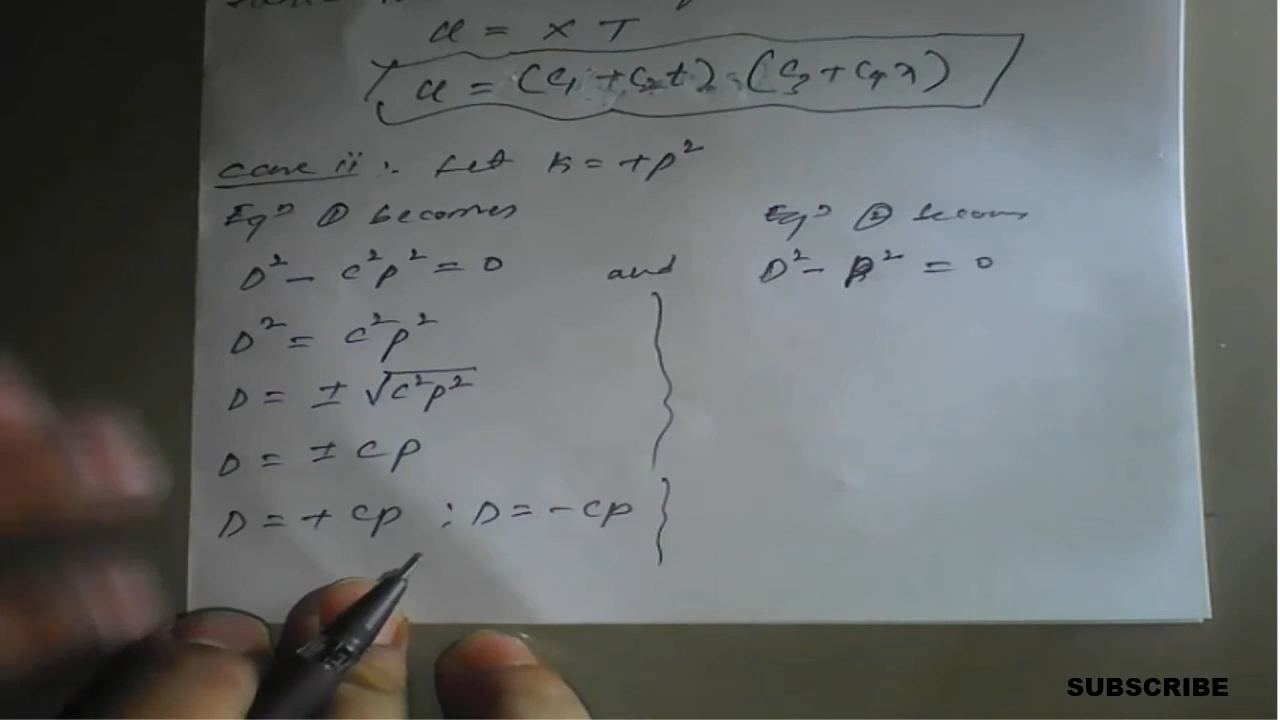 u = X T
u = (C₁ + C₂t) . (C₃ + C₄x)
Case ii :. Let K = +p²
Eqⁿ ① becomes
Eqⁿ ② becomes
D² - c²p² = 0 and D² - p² = 0
D² = c²p²
D = ± √c²p²
D = ± cp
D = + cp ; D = - cp
SUBSCRIBE